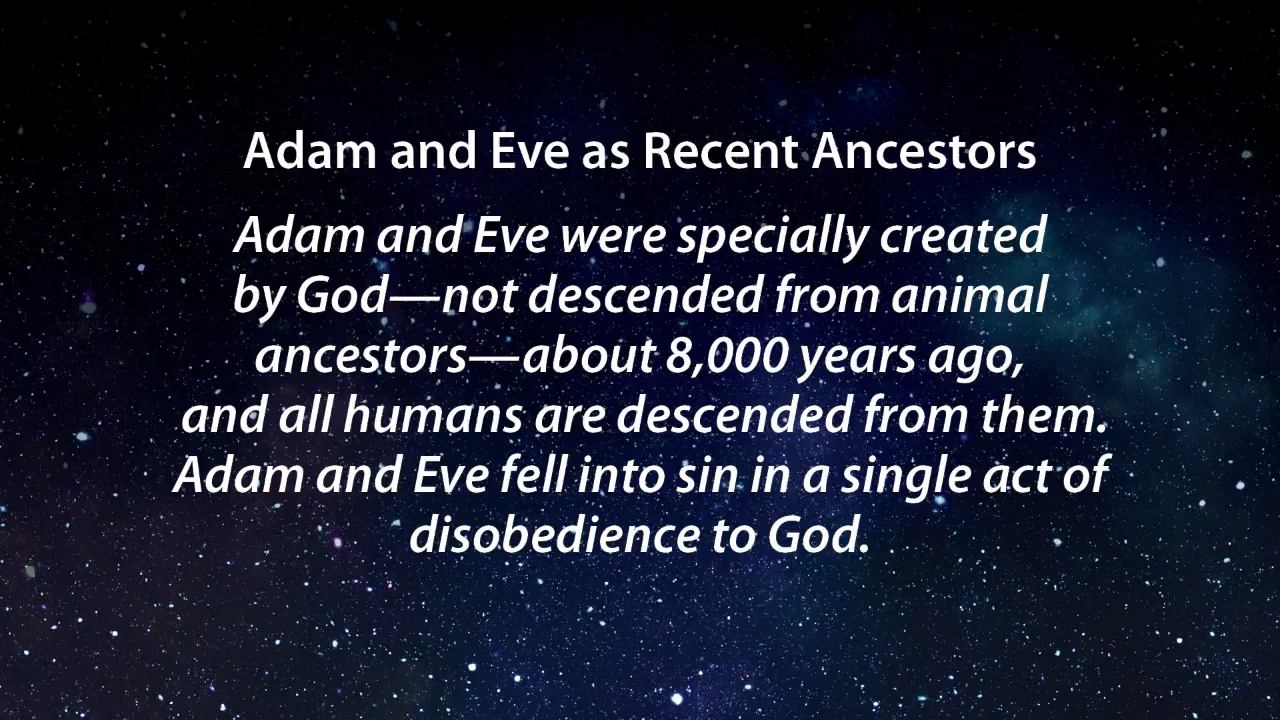 Adam and Eve as Recent Ancestors
Adam and Eve were specially created
by God—not descended from animal
ancestors—about 8,000 years ago,
and all humans are descended from them.
Adam and Eve fell into sin in a single act of
disobedience to God.